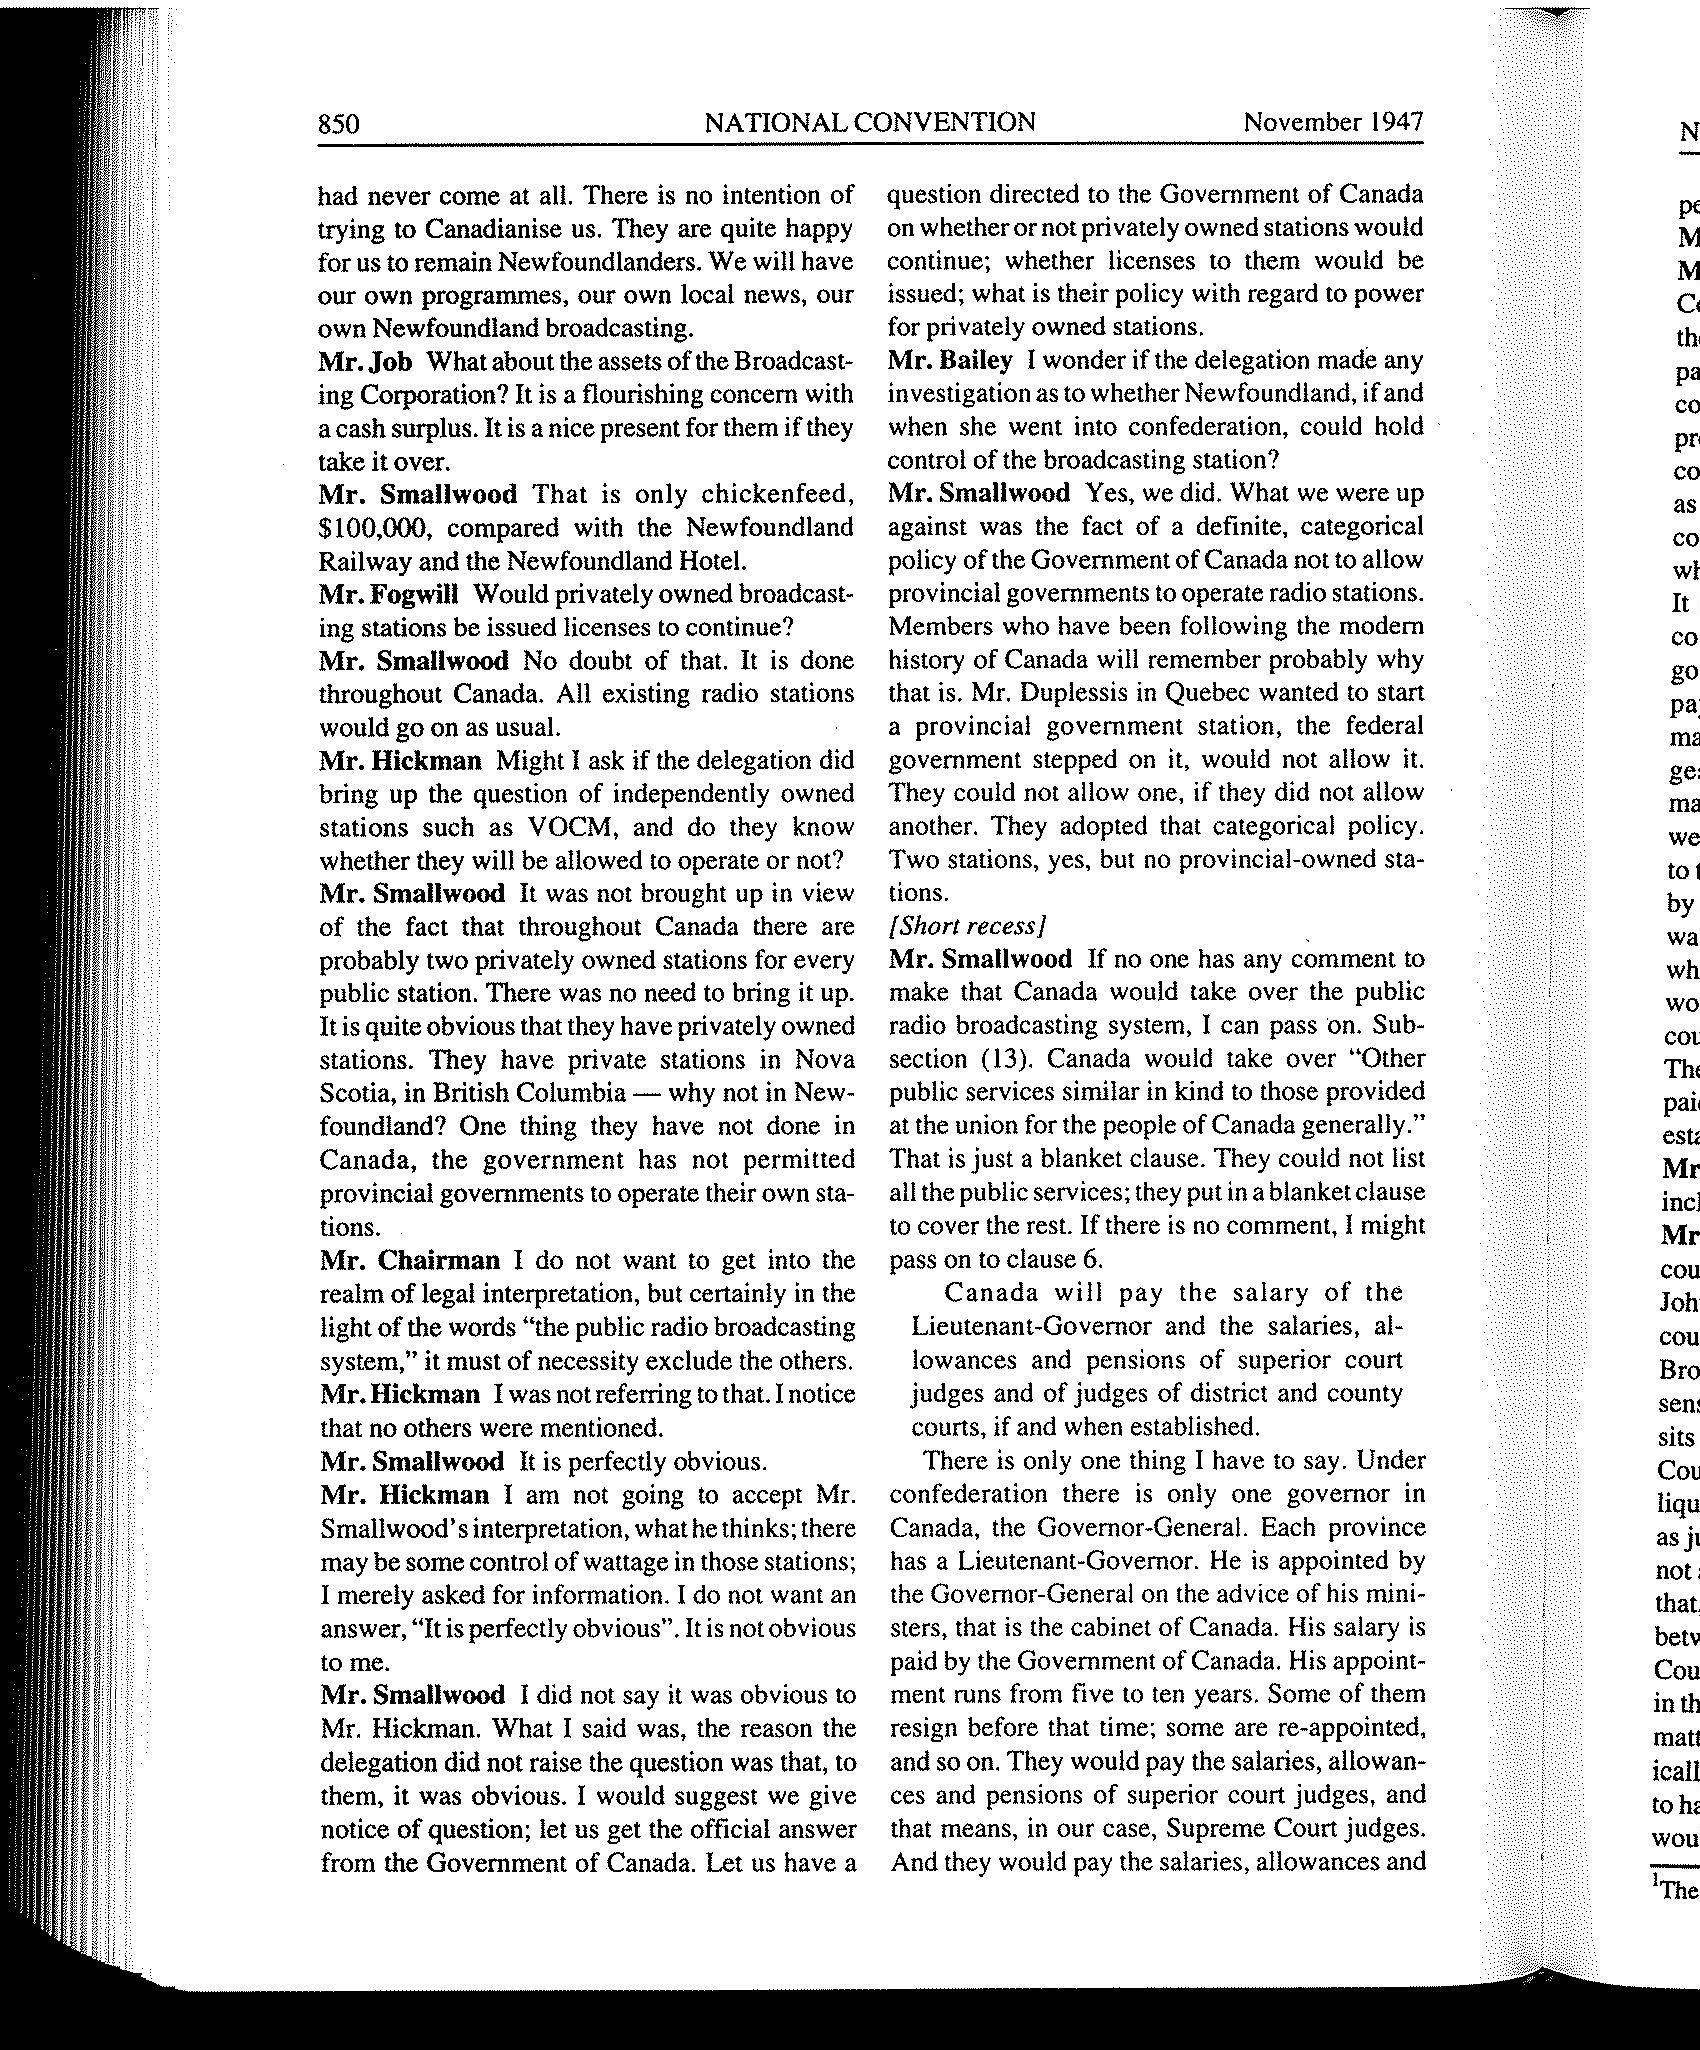 850 NATIONAL CONVENTION November 1947
had never come at all. There is no intention of
trying to Canadianise us. They are quite happy
for us to remain Newfoundlanders. We will have
our own programmes, our own local news, our
own Newfoundland broadcasting.
Mr. Job What about the assets of the Broadcast-
ing Corporation? It is a flourishing concern with
a cash surplus. It is a nice present for them if they
take it over.
Mr. Smallwood That is only chickenfeed,
$100,000, compared with the Newfoundland
Railway and the Newfoundland Hotel.
Mr. Fogwill Would privately owned broadcast-
ing stations be issued licenses to continue?
Mr. Smallwood No doubt of that. It is done
throughout Canada. All existing radio stations
would go on as usual.
Mr. Hickman Might I ask if the delegation did
bring up the question of independently owned
stations such as VOCM, and do they know
whether they will be allowed to operate or not?
Mr. Smallwood It was not brought up in view
of the fact that throughout Canada there are
probably two privately owned stations for every
public station. There was no need to bring it up.
It is quite obvious that they have privately owned
stations. They have private stations in Nova
Scotia, in British Columbia — why not in New-
foundland? One thing they have not done in
Canada, the government has not permitted
provincial governments to operate their own sta-
tions.
Mr. Chairman I do not want to get into the
realm of legal interpretation, but certainly in the
light of the words “the public radio broadcasting
system,” it must of necessity exclude the others.
Mr. Hickman I was not referring to that. I notice
that no others were mentioned.
Mr. Smallwood It is perfectly obvious.
Mr. Hickman I am not going to accept Mr.
Smallwood's interpretation, what he thinks; there
may be some control of wattage in those stations;
I merely asked for information. I do not want an
answer, “It is perfectly obvious”. It is not obvious
to me.
Mr. Smallwood I did not say it was obvious to
Mr. Hickman. What I said was, the reason the
delegation did not raise the question was that, to
them, it was obvious. I would suggest we give
notice of question; let us get the official answer
from the Government of Canada. Let us have a
question directed to the Government of Canada
on whether or not privately owned stations would
continue; whether licenses to them would be
issued; what is their policy with regard to power
for privately owned stations.
Mr. Bailey I wonder if the delegation made any
investigation as to whether Newfoundland, if and
when she went into confederation, could hold
control of the broadcasting station?
Mr. Smallwood Yes, we did. What we were up
against was the fact of a definite, categorical
policy of the Government of Canada not to allow
provincial governments to operate radio stations.
Members who have been following the modern
history of Canada will remember probably why
that is. Mr. Duplessis in Quebec wanted to start
a provincial government station, the federal
government stepped on it, would not allow it.
They could not allow one, if they did not allow
another. They adopted that categorical policy.
Two stations, yes, but no provincial-owned sta-
tions.
[Short recess]
Mr. Smallwood If no one has any comment to
make that Canada would take over the public
radio broadcasting system, I can pass on. Sub-
section (13). Canada would take over “Other
public services similar in kind to those provided
at the union for the people of Canada generally.”
That is just a blanket clause. They could not list
all the public services; they put in a blanket clause
to cover the rest. If there is no comment, I might
pass on to clause 6.
Canada will pay the salary of the
Lieutenant-Governor and the salaries, al-
lowances and pensions of superior court
judges and of judges of district and county
courts, if and when established.
There is only one thing I have to say. Under
confederation there is only one governor in
Canada, the Governor-General. Each province
has a Lieutenant-Governor. He is appointed by
the Governor-General on the advice of his mini-
sters, that is the cabinet of Canada. His salary is
paid by the Government of Canada. His appoint-
ment runs from five to ten years. Some of them
resign before that time; some are re-appointed,
and so on. They would pay the salaries, allowan-
ces and pensions of superior court judges, and
that means, in our case, Supreme Court judges.
And they would pay the salaries, allowances and